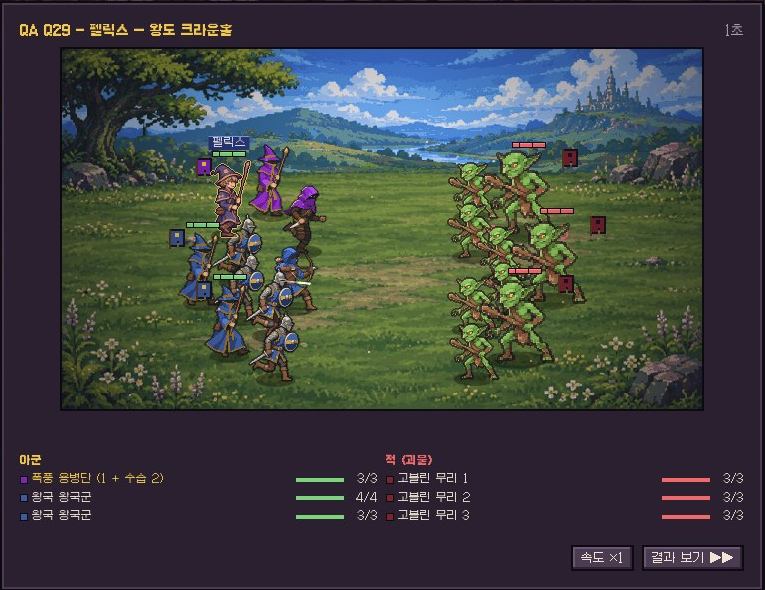 QA Q29 - 펠릭스 - 왕도 크라운홀
1초
펠릭스
아군
폭풍 용병단 (1 + 수습 2) 3/3
왕국 왕국군 4/4
왕국 왕국군 3/3
적 (괴물)
고블린 무리 1 3/3
고블린 무리 2 3/3
고블린 무리 3 3/3
속도 ×1
결과 보기 ▶▶